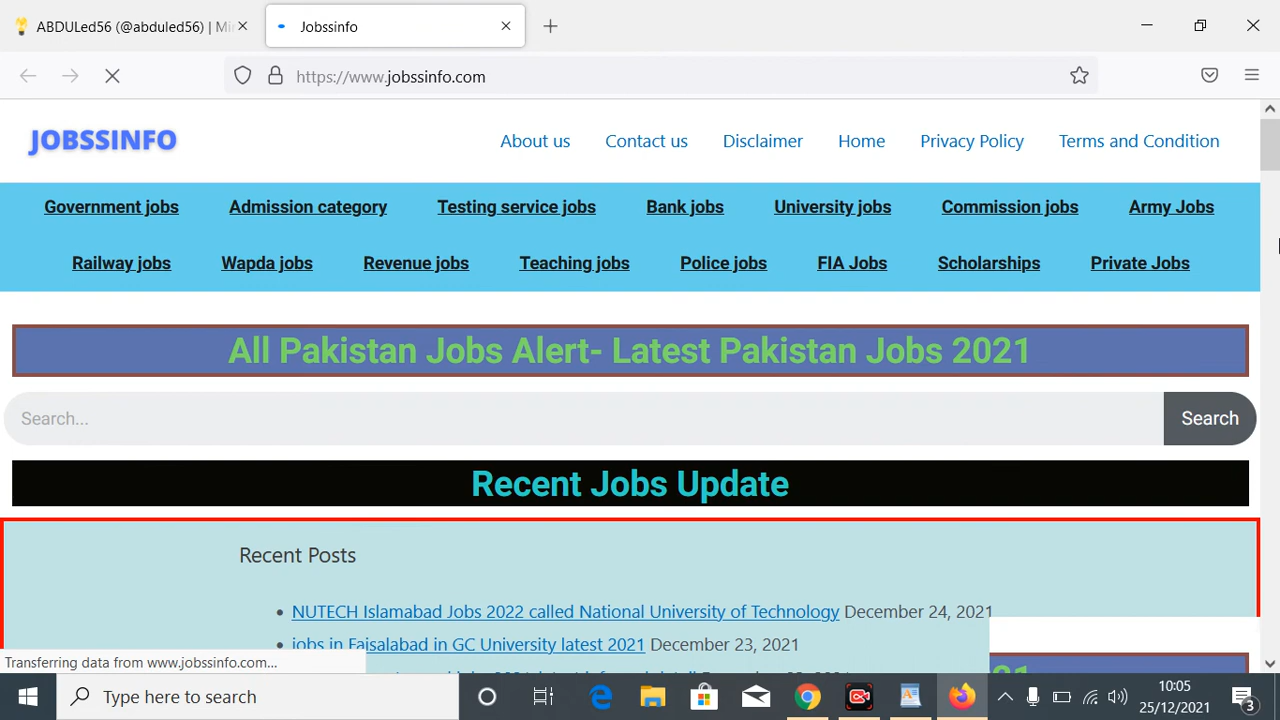 ABDULed56 (@abduled56) | Mi
Jobssinfo
https://www.jobssinfo.com
JOBSSINFO
About us Contact us Disclaimer Home Privacy Policy Terms and Condition
Government jobs Admission category Testing service jobs Bank jobs University jobs Commission jobs Army Jobs
Railway jobs Wapda jobs Revenue jobs Teaching jobs Police jobs FIA Jobs Scholarships Private Jobs
All Pakistan Jobs Alert- Latest Pakistan Jobs 2021
Search... Search
Recent Jobs Update
Recent Posts
NUTECH Islamabad Jobs 2022 called National University of Technology December 24, 2021
jobs in Faisalabad in GC University latest 2021 December 23, 2021
Transferring data from www.jobssinfo.com...
Type here to search
10:05
25/12/2021
3